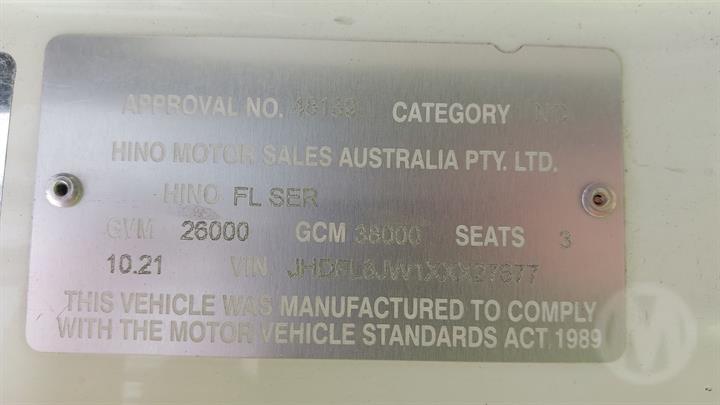 APPROVAL NO. 48139 CATEGORY
HINO MOTOR SALES AUSTRALIA PTY. LTD.
HINO FL SER
GVM 26000 GCM 38000 SEATS 3
10.21 VIN
THIS VEHICLE WAS MANUFACTURED TO COMPLY
WITH THE MOTOR VEHICLE STANDARDS ACT 1989
M